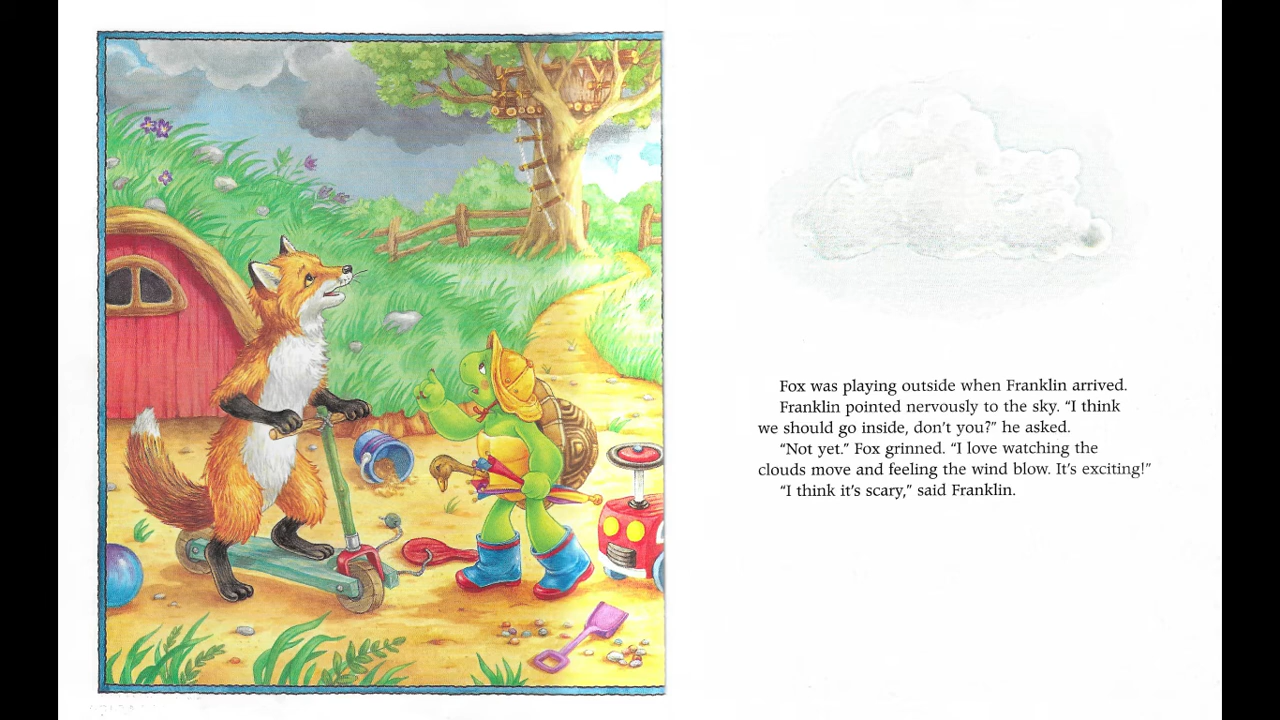 Fox was playing outside when Franklin arrived.
Franklin pointed nervously to the sky. “I think
we should go inside, don’t you?” he asked.
“Not yet.” Fox grinned. “I love watching the
clouds move and feeling the wind blow. It’s exciting!”
“I think it’s scary,” said Franklin.